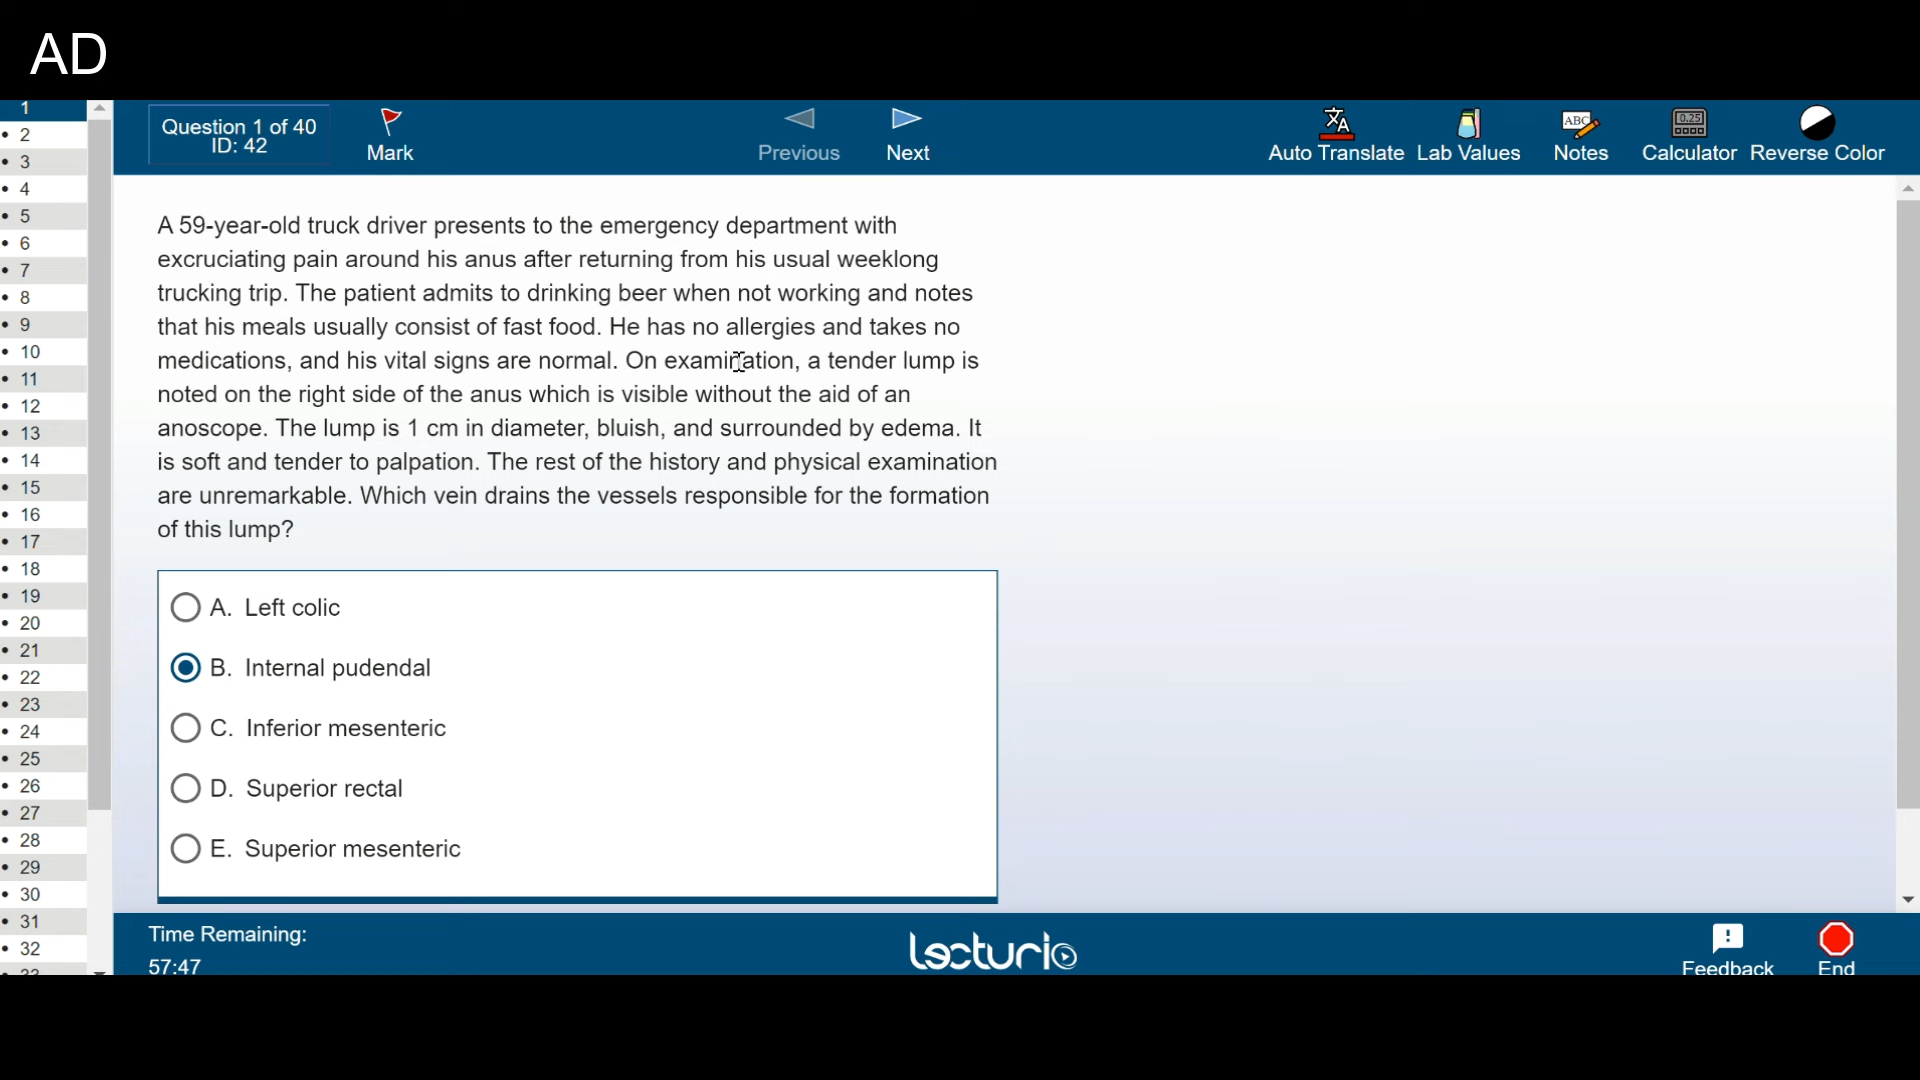 AD
Question 1 of 40
ID: 42
Mark
Previous
Next
Auto Translate
Lab Values
ABC
Notes
0.25
Calculator
Reverse Color
1
2
3
4
5
6
7
8
9
10
11
12
13
14
15
16
17
18
19
20
21
22
23
24
25
26
27
28
29
30
31
32
A 59-year-old truck driver presents to the emergency department with
excruciating pain around his anus after returning from his usual weeklong
trucking trip. The patient admits to drinking beer when not working and notes
that his meals usually consist of fast food. He has no allergies and takes no
medications, and his vital signs are normal. On examination, a tender lump is
noted on the right side of the anus which is visible without the aid of an
anoscope. The lump is 1 cm in diameter, bluish, and surrounded by edema. It
is soft and tender to palpation. The rest of the history and physical examination
are unremarkable. Which vein drains the vessels responsible for the formation
of this lump?
A. Left colic
B. Internal pudendal
C. Inferior mesenteric
D. Superior rectal
E. Superior mesenteric
Time Remaining:
57:47
lecturio
Feedback
End